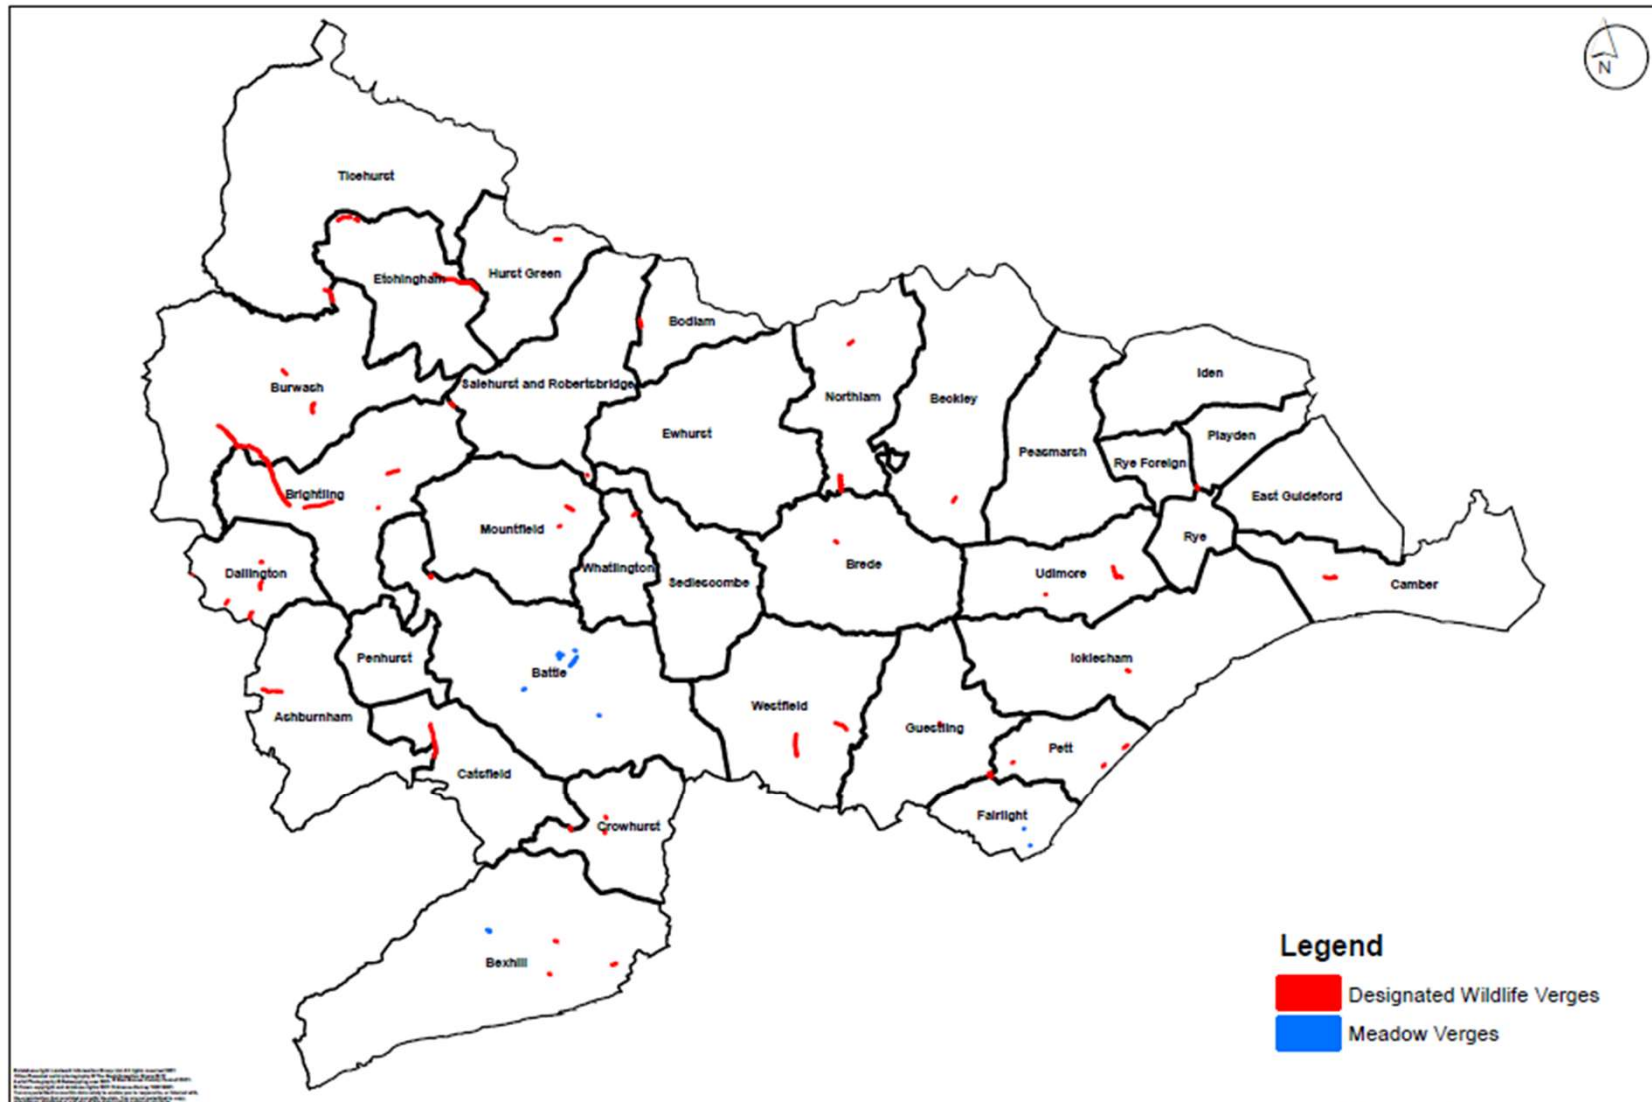 N
Ticehurst
Etchingham
Hurst Green
Bodiam
Salehurst and Robertsbridge
Burwash
Northiam
Beckley
Iden
Ewhurst
Playden
Peasmarsh
Rye Foreign
Brightling
East Guldeford
Mountfield
Rye
Whatlington
Brede
Dallington
Sedlescombe
Udimore
Camber
Penhurst
Battle
Icklesham
Ashburnham
Westfield
Guestling
Pett
Catsfield
Fairlight
Crowhurst
Bexhill
Legend
Designated Wildlife Verges
Meadow Verges